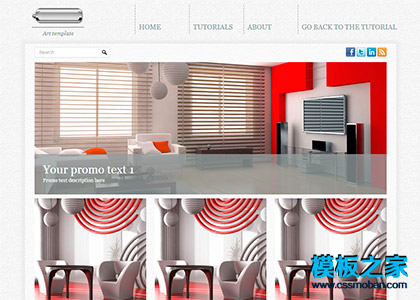 HOME
TUTORIALS
ABOUT
GO BACK TO THE TUTORIAL
Art template
Search
Your promo text 1
Promo text description here
模板之家
www.cssmoban.com